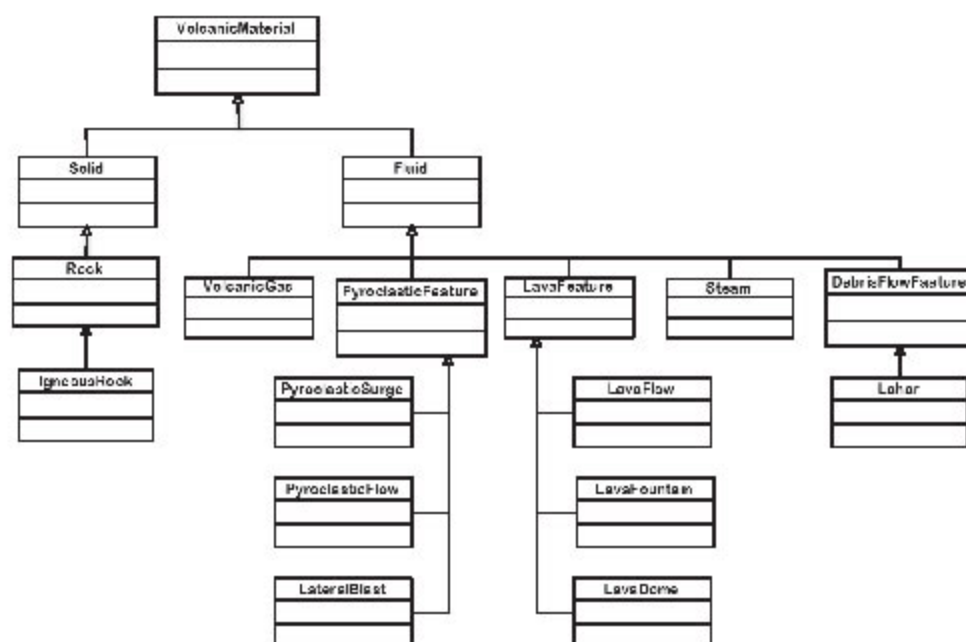 VolcanicMaterial
Solid
Fluid
Rock
VolcanicGas
PyroclasticFeature
LavaFeature
Steam
DebrisFlowFeature
IgneousRock
PyroclasticSurge
LavaFlow
Lahar
PyroclasticFlow
LavaFountain
LateralBlast
LavaDome